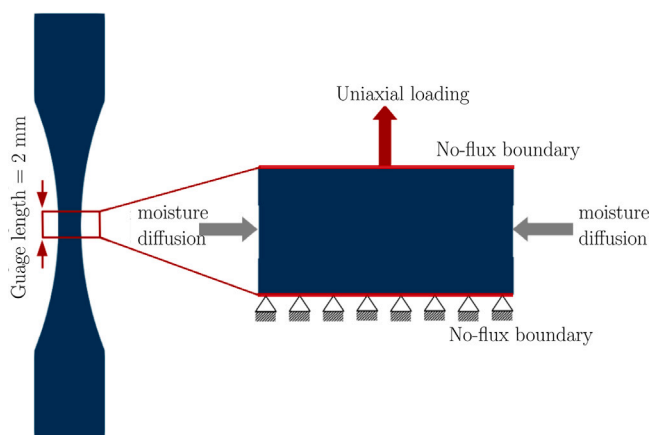 Uniaxial loading
No-flux boundary
Guage length = 2 mm
moisture
diffusion
moisture
diffusion
No-flux boundary